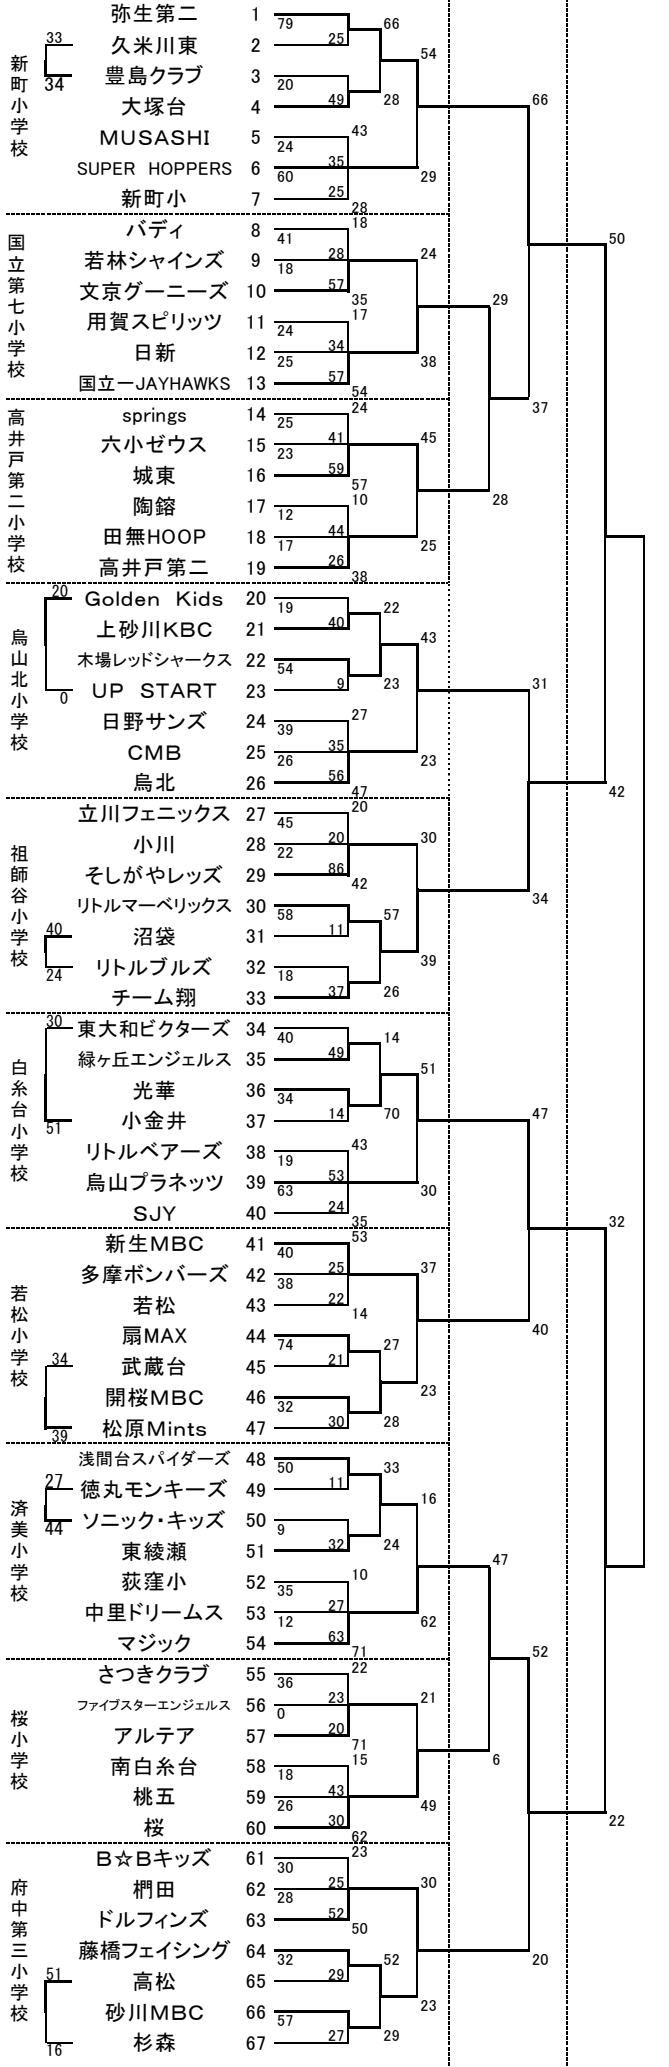 新町小学校
弥生第二 1 79 66
33 久米川東 2 25 54
34 豊島クラブ 3 20
大塚台 4 49 28 66
MUSASHI 5 24 43
SUPER HOPPERS 6 60 35 29
新町小 7 25 28
国立第七小学校
バディ 8 41 18 50
若林シャインズ 9 18 28 24
文京グーニーズ 10 57 35 29
用賀スピリッツ 11 24 17
日新 12 25 34 38
国立一JAYHAWKS 13 57 54 37
高井戸第二小学校
springs 14 25 24
六小ゼウス 15 23 41 45
城東 16 59 57 28
陶鎔 17 12 10
田無HOOP 18 17 44 25
高井戸第二 19 26 38
烏山北小学校
20 Golden Kids 20 19 22
上砂川KBC 21 40 43
木場レッドシャークス 22 54 23
0 UP START 23 9 31
日野サンズ 24 39 27
CMB 25 26 35 23
烏北 26 56 47 42
祖師谷小学校
立川フェニックス 27 45 20
小川 28 22 20 30
そしがやレッズ 29 86 42 34
リトルマーベリックス 30 58 57
40 沼袋 31 11 39
24 リトルブルズ 32 18
チーム翔 33 37 26
白糸台小学校
30 東大和ビクターズ 34 40 14
緑ヶ丘エンジェルス 35 49 51
光華 36 34 70
51 小金井 37 14 47
リトルベアーズ 38 19 43
烏山プラネッツ 39 63 53 30
SJY 40 24 35 32
若松小学校
新生MBC 41 40 53
多摩ボンバーズ 42 38 25 37
若松 43 22 14 40
扇MAX 44 74 27
34 武蔵台 45 21 23
開桜MBC 46 32
39 松原Mints 47 30 28
済美小学校
浅間台スパイダーズ 48 50 33
27 徳丸モンキーズ 49 11 16
44 ソニック・キッズ 50 9 24
東綾瀬 51 32 47
荻窪小 52 35 10
中里ドリームス 53 12 27 62
マジック 54 63 71 52
桜小学校
さつきクラブ 55 36 22
ファイブスターエンジェルス 56 0 23 21
アルテア 57 20 71 6
南白糸台 58 18 15
桃五 59 26 43 49
桜 60 30 62 22
府中第三小学校
B☆Bキッズ 61 30 23
椚田 62 28 25 30
ドルフィンズ 63 52 50 20
藤橋フェイシング 64 32 52
51 高松 65 29 23
砂川MBC 66 57
16 杉森 67 27 29